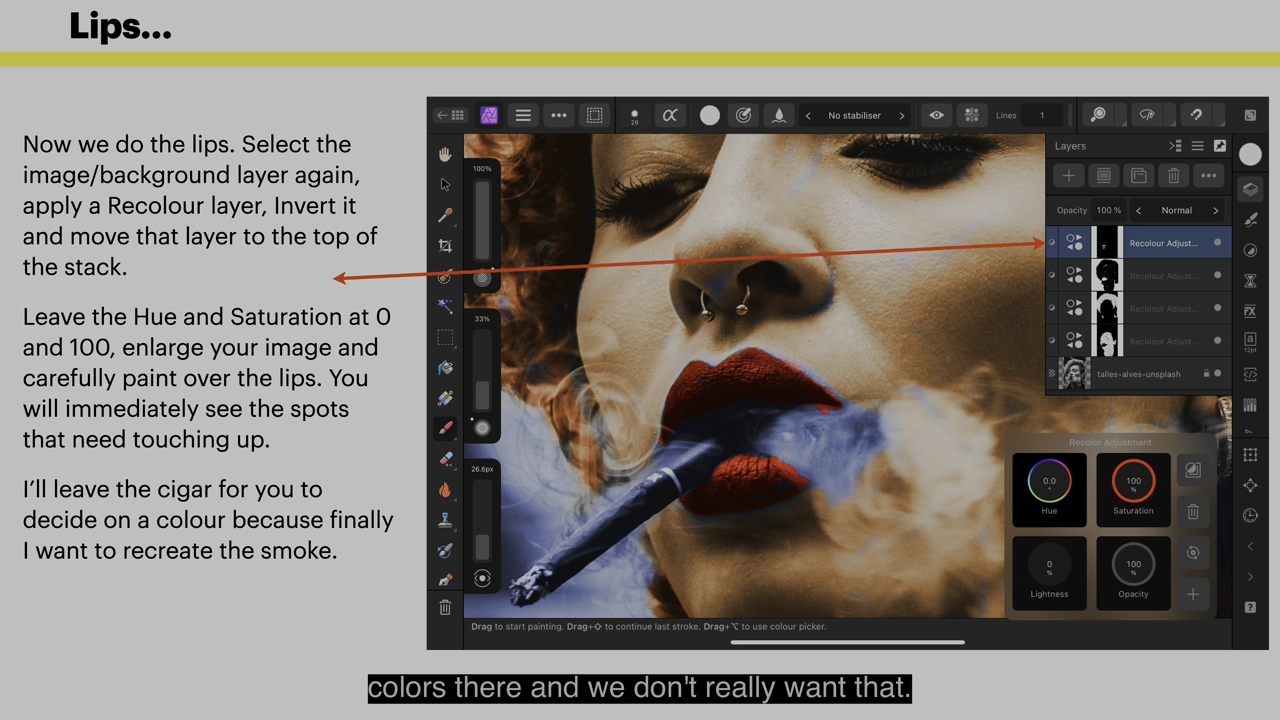 Lips...
Now we do the lips. Select the
image/background layer again,
apply a Recolour layer, Invert it
and move that layer to the top of
the stack.
Leave the Hue and Saturation at 0
and 100, enlarge your image and
carefully paint over the lips. You
will immediately see the spots
that need touching up.
I'll leave the cigar for you to
decide on a colour because finally
I want to recreate the smoke.
26
No stabiliser
Lines
1
100%
33%
26.6px
Layers
Opacity
100 %
Normal
Recolour Adjust...
Recolour Adjust...
Recolour Adjust...
Recolour Adjust...
talles-alves-unsplash
FX
a
12pt
Recolor Adjustment
0.0
°
Hue
100
%
Saturation
0
%
Lightness
100
%
Opacity
?
Drag to start painting. Drag+⇧ to continue last stroke. Drag+⌥ to use colour picker.
colors there and we don't really want that.